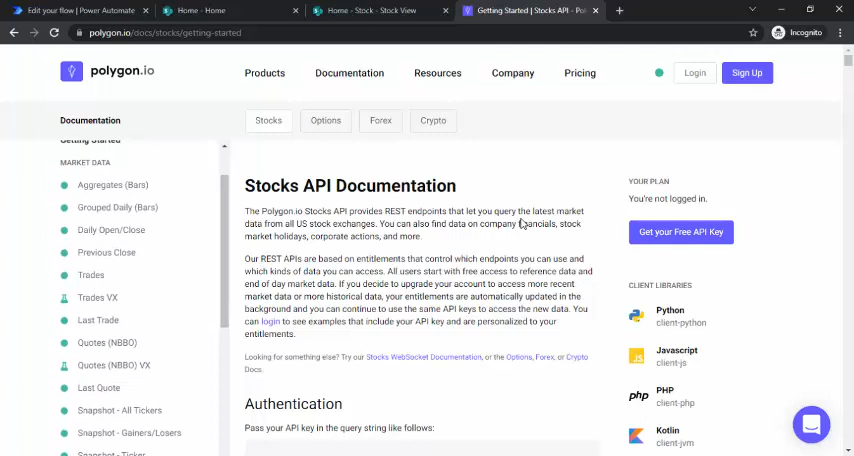 Edit your flow | Power Automate
Home - Home
Home - Stock - Stock View
Getting Started | Stocks API - Pol
polygon.io/docs/stocks/getting-started
Incognito
polygon.io
Products
Documentation
Resources
Company
Pricing
Login
Sign Up
Documentation
Stocks
Options
Forex
Crypto
Getting Started
MARKET DATA
Aggregates (Bars)
Grouped Daily (Bars)
Daily Open/Close
Previous Close
Trades
Trades VX
Last Trade
Quotes (NBBO)
Quotes (NBBO) VX
Last Quote
Snapshot - All Tickers
Snapshot - Gainers/Losers
Snapshot - Ticker
Stocks API Documentation
The Polygon.io Stocks API provides REST endpoints that let you query the latest market
data from all US stock exchanges. You can also find data on company financials, stock
market holidays, corporate actions, and more.
Our REST APIs are based on entitlements that control which endpoints you can use and
which kinds of data you can access. All users start with free access to reference data and
end of day market data. If you decide to upgrade your account to access more recent
market data or more historical data, your entitlements are automatically updated in the
background and you can continue to use the same API keys to access the new data. You
can login to see examples that include your API key and are personalized to your
entitlements.
Looking for something else? Try our Stocks WebSocket Documentation, or the Options, Forex, or Crypto
Docs.
Authentication
Pass your API key in the query string like follows:
YOUR PLAN
You're not logged in.
Get your Free API Key
CLIENT LIBRARIES
Python
client-python
JS
Javascript
client-js
php
PHP
client-php
Kotlin
client-jvm